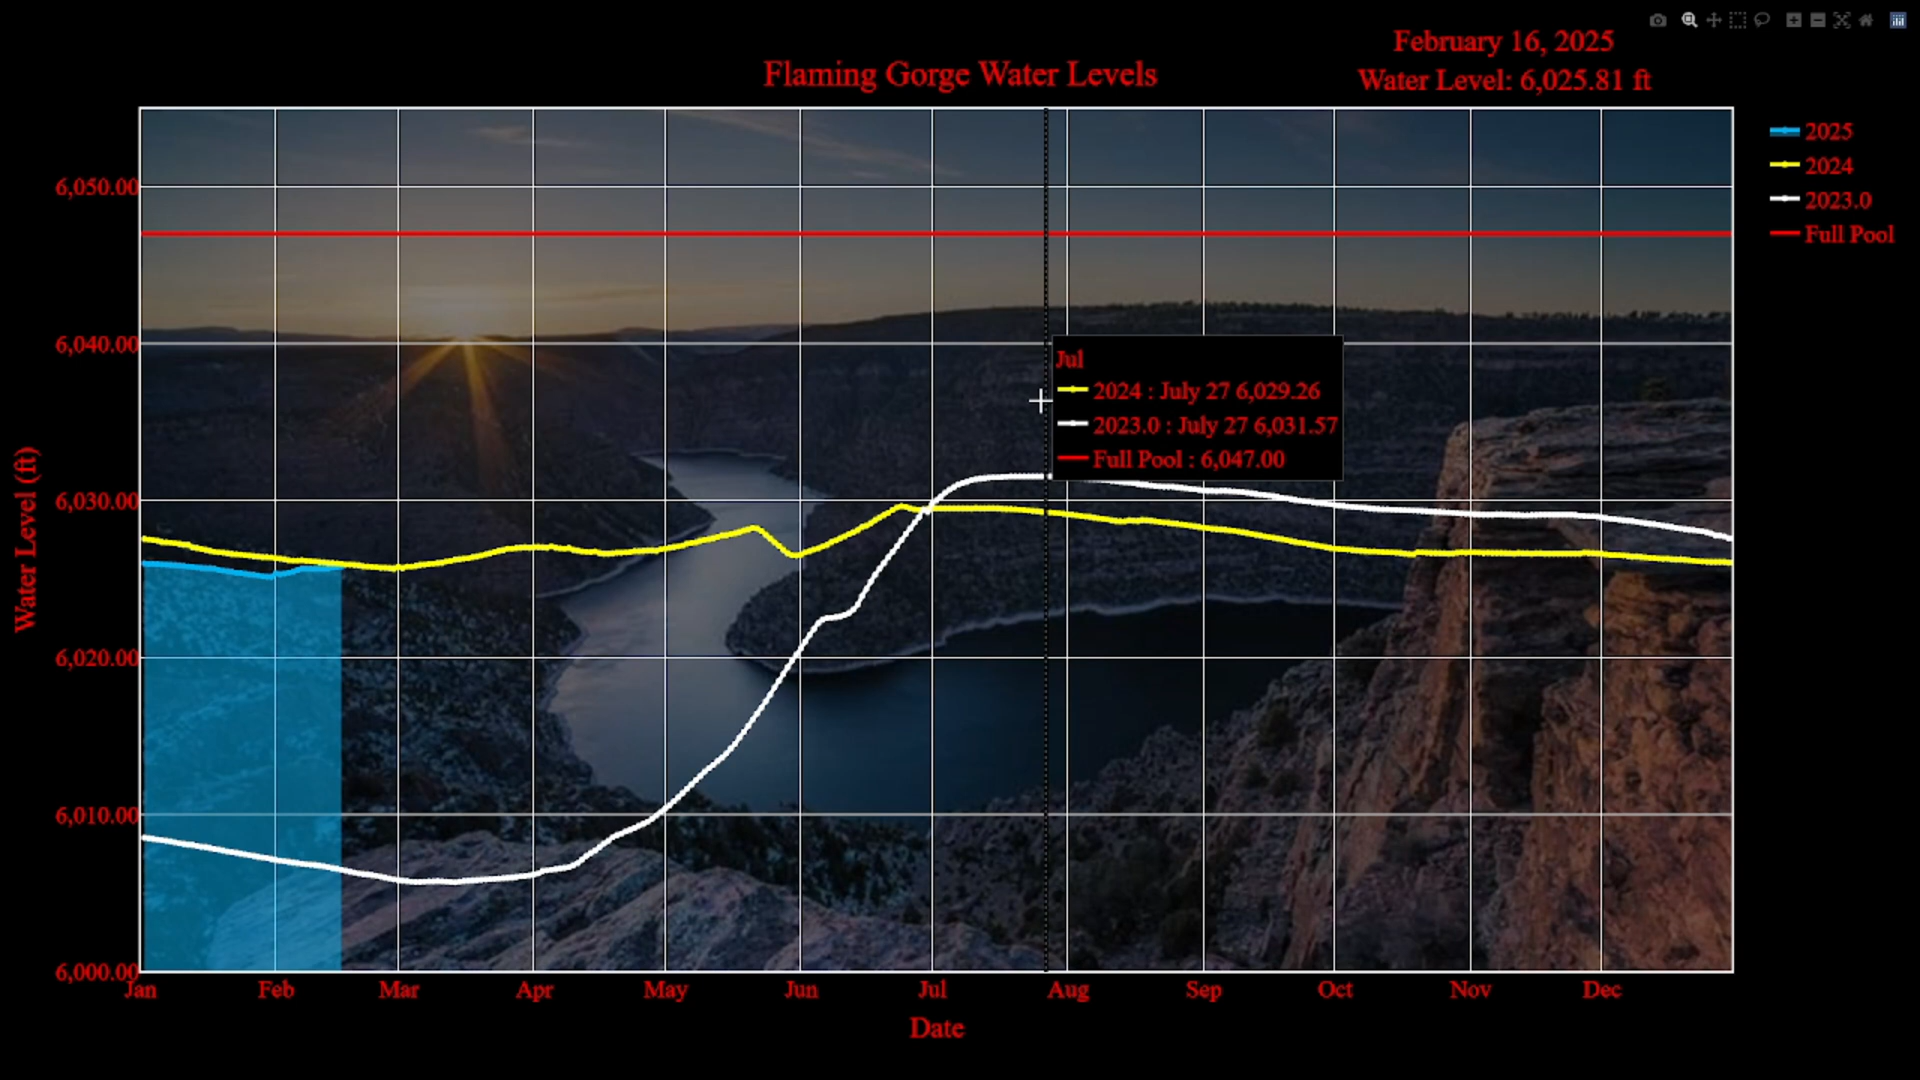 February 16, 2025
Water Level: 6,025.81 ft
Flaming Gorge Water Levels
2025
2024
2023.0
Full Pool
6,050.00
6,040.00
6,030.00
6,020.00
6,010.00
6,000.00
Water Level (ft)
Jul
2024 : July 27 6,029.26
2023.0 : July 27 6,031.57
Full Pool : 6,047.00
Jan Feb Mar Apr May Jun Jul Aug Sep Oct Nov Dec
Date